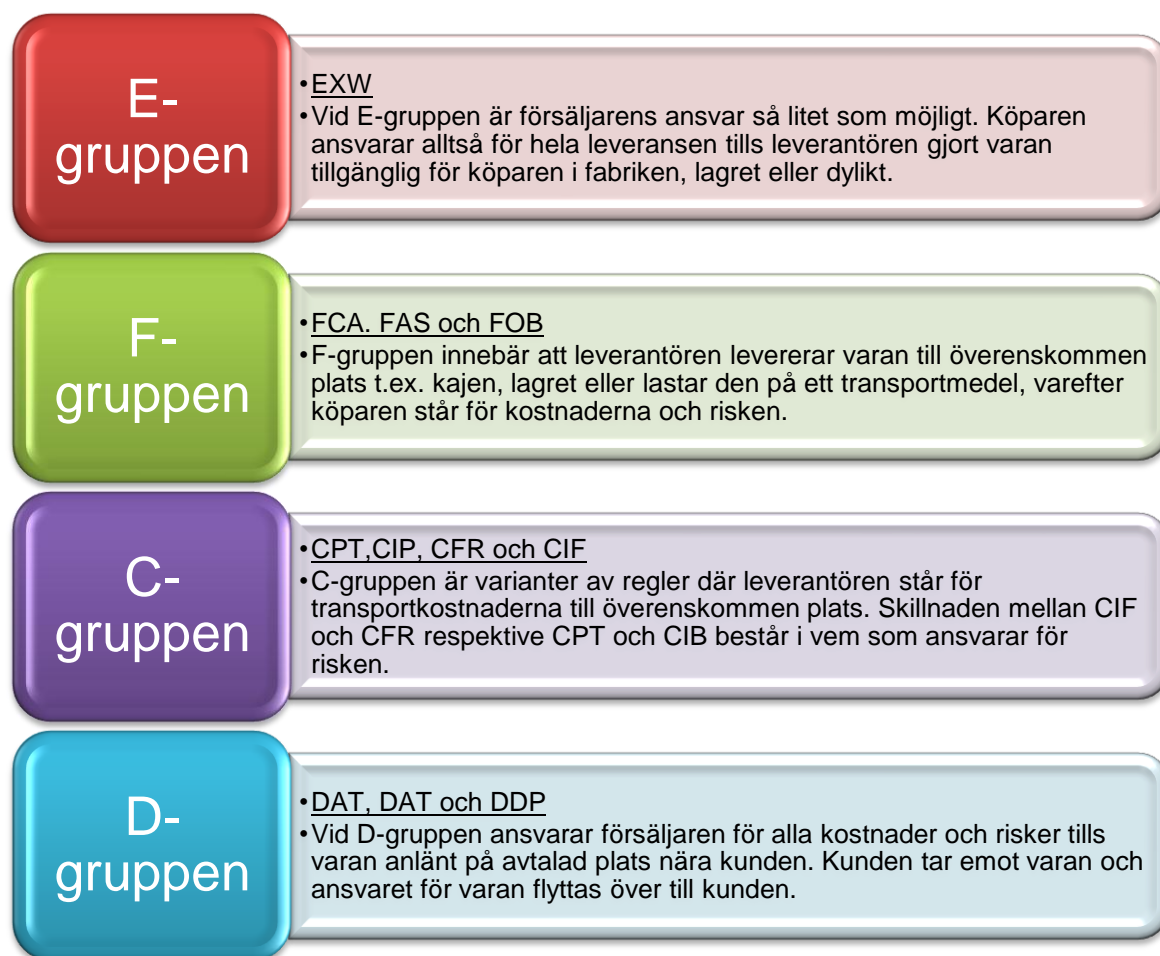 E-
gruppen
•EXW
•Vid E-gruppen är försäljarens ansvar så litet som möjligt. Köparen
ansvarar alltså för hela leveransen tills leverantören gjort varan
tillgänglig för köparen i fabriken, lagret eller dylikt.
F-
gruppen
•FCA. FAS och FOB
•F-gruppen innebär att leverantören levererar varan till överenskommen
plats t.ex. kajen, lagret eller lastar den på ett transportmedel, varefter
köparen står för kostnaderna och risken.
C-
gruppen
•CPT,CIP, CFR och CIF
•C-gruppen är varianter av regler där leverantören står för
transportkostnaderna till överenskommen plats. Skillnaden mellan CIF
och CFR respektive CPT och CIB består i vem som ansvarar för
risken.
D-
gruppen
•DAT, DAT och DDP
•Vid D-gruppen ansvarar försäljaren för alla kostnader och risker tills
varan anlänt på avtalad plats nära kunden. Kunden tar emot varan och
ansvaret för varan flyttas över till kunden.